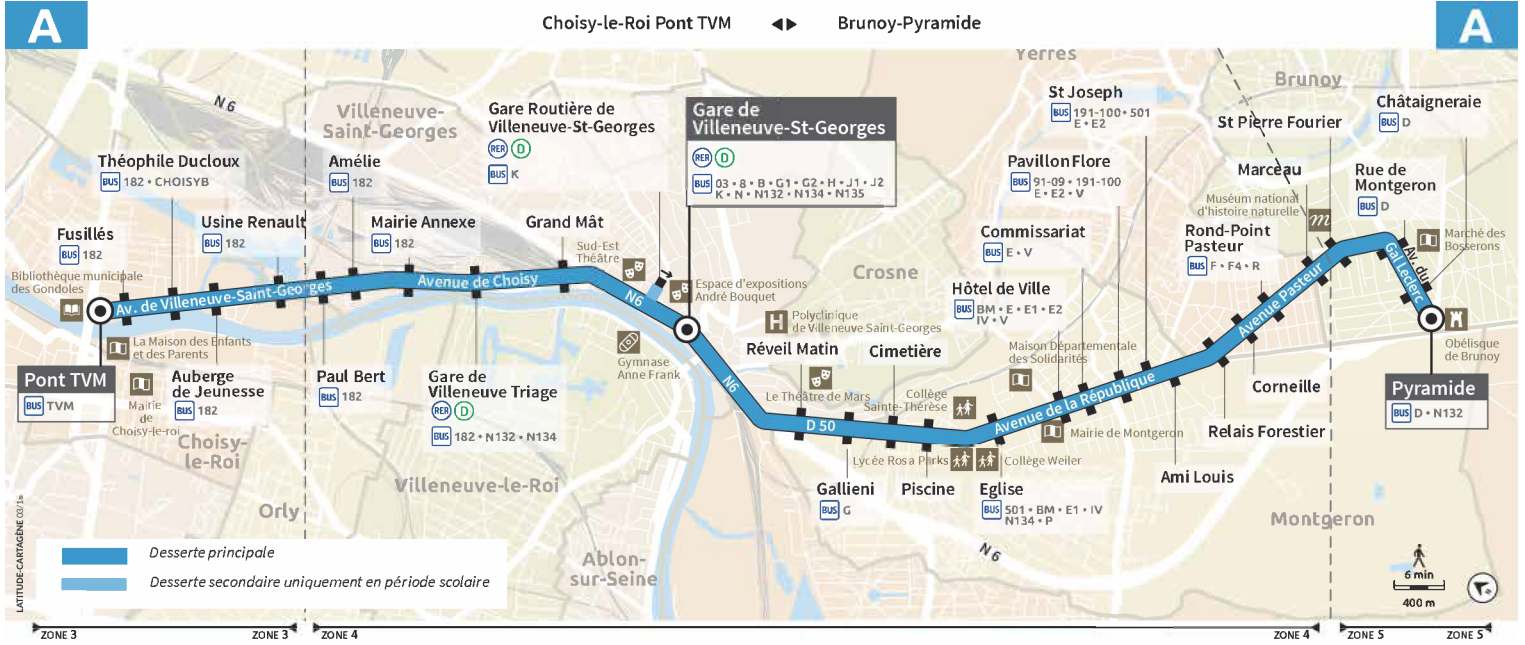 A
Choisy-le-Roi Pont TVM ◄► Brunoy-Pyramide
A
N6
Villeneuve-
Saint-Georges
Yerres
Brunoy
Théophile Ducloux
BUS 182 • CHOISYB
Amélie
BUS 182
Gare Routière de
Villeneuve-St-Georges
RER D
BUS K
Gare de
Villeneuve-St-Georges
RER D
BUS 03 • 8 • B • G1 • G2 • H • J1 • J2
K • N • N132 • N134 • N135
St Joseph
BUS 191-100 • 501
E • E2
St Pierre Fourier
Châtaigneraie
BUS D
Pavillon Flore
BUS 91-09 • 191-100
E • E2 • V
Marceau
Rue de
Montgeron
BUS D
Muséum national
d'histoire naturelle
Fusillés
BUS 182
Usine Renault
BUS 182
Mairie Annexe
BUS 182
Grand Mât
Sud-Est
Théâtre
Commissariat
BUS E • V
Rond-Point
Pasteur
BUS F • F4 • R
Marché des
Bosserons
Bibliothèque municipale
des Gondoles
Av. de Villeneuve-Saint-Georges
Avenue de Choisy
N6
Espace d'expositions
André Bouquet
Crosne
Hôtel de Ville
BUS BM • E • E1 • E2
IV • V
Avenue Pasteur
Av. du
Gal Leclerc
H
Polyclinique
de Villeneuve Saint-Georges
La Maison des Enfants
et des Parents
Gymnase
Anne Frank
Réveil Matin
Cimetière
Maison Départementale
des Solidarités
Obélisque
de Brunoy
Pont TVM
BUS TVM
Mairie
de
Choisy-le-roi
Auberge
de Jeunesse
BUS 182
Paul Bert
BUS 182
Gare de
Villeneuve Triage
RER D
BUS 182 • N132 • N134
N6
Le Théâtre de Mars
Collège
Sainte-Thérèse
Avenue de la République
Corneille
Pyramide
BUS D • N132
D 50
Mairie de Montgeron
Relais Forestier
Choisy-
le-Roi
Lycée Rosa Parks
Collège Weiler
Ami Louis
Villeneuve-le-Roi
Gallieni
BUS G
Piscine
Eglise
BUS 501 • BM • E1 • IV
N134 • P
Orly
Montgeron
N6
Ablon-
sur-Seine
Desserte principale
Desserte secondaire uniquement en période scolaire
6 min
400 m
ZONE 3
ZONE 3
ZONE 4
ZONE 4
ZONE 5
ZONE 5